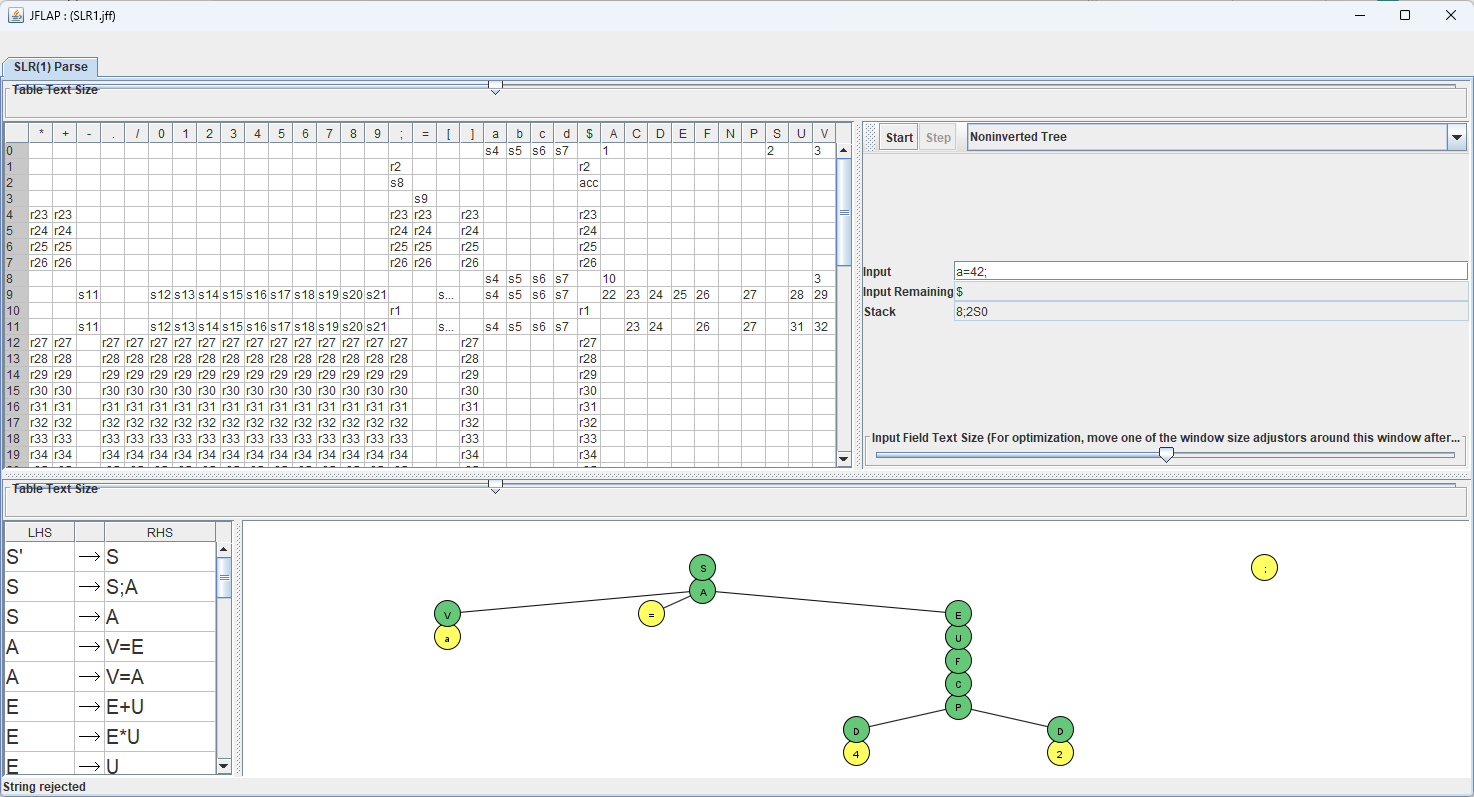 JFLAP : (SLR1.jff)
SLR(1) Parse
Table Text Size
* + - . / 0 1 2 3 4 5 6 7 8 9 ; = [ ] a b c d $ A C D E F N P S U V
0 s4 s5 s6 s7 1 2 3
1 r2 r2
2 s8 acc
3 s9
4 r23 r23 r23 r23 r23 r23
5 r24 r24 r24 r24 r24 r24
6 r25 r25 r25 r25 r25 r25
7 r26 r26 r26 r26 r26 r26
8 s4 s5 s6 s7 10 3
9 s11 s12 s13 s14 s15 s16 s17 s18 s19 s20 s21 s... s4 s5 s6 s7 22 23 24 25 26 27 28 29
10 r1 r1
11 s11 s12 s13 s14 s15 s16 s17 s18 s19 s20 s21 s... s4 s5 s6 s7 23 24 26 27 31 32
12 r27 r27 r27 r27 r27 r27 r27 r27 r27 r27 r27 r27 r27 r27 r27 r27 r27
13 r28 r28 r28 r28 r28 r28 r28 r28 r28 r28 r28 r28 r28 r28 r28 r28 r28
14 r29 r29 r29 r29 r29 r29 r29 r29 r29 r29 r29 r29 r29 r29 r29 r29 r29
15 r30 r30 r30 r30 r30 r30 r30 r30 r30 r30 r30 r30 r30 r30 r30 r30 r30
16 r31 r31 r31 r31 r31 r31 r31 r31 r31 r31 r31 r31 r31 r31 r31 r31 r31
17 r32 r32 r32 r32 r32 r32 r32 r32 r32 r32 r32 r32 r32 r32 r32 r32 r32
18 r33 r33 r33 r33 r33 r33 r33 r33 r33 r33 r33 r33 r33 r33 r33 r33 r33
19 r34 r34 r34 r34 r34 r34 r34 r34 r34 r34 r34 r34 r34 r34 r34 r34 r34
Start Step Noninverted Tree
Input a=42;
Input Remaining $
Stack 8;2S0
Input Field Text Size (For optimization, move one of the window size adjustors around this window after...
Table Text Size
LHS RHS
S' → S
S → S;A
S → A
A → V=E
A → V=A
E → E+U
E → E*U
E → U
S ;
A
V = E
a U
F
C
P
D D
4 2
String rejected